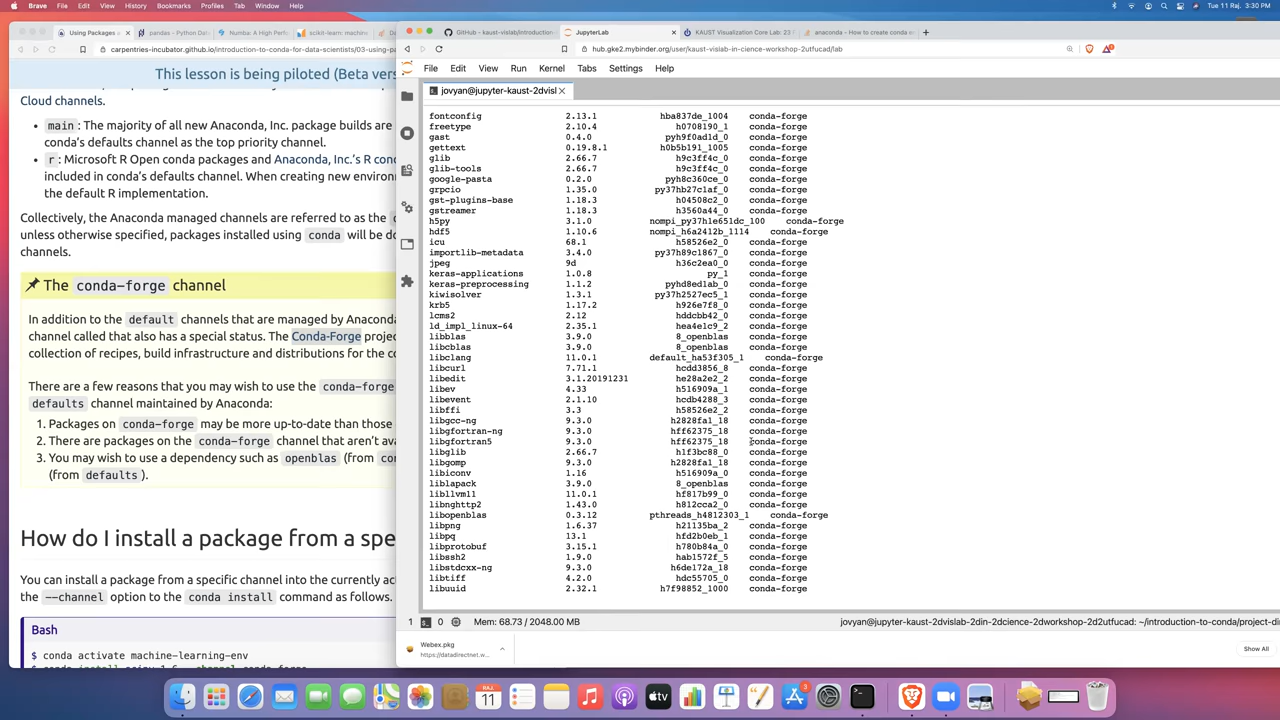 Brave File Edit View History Bookmarks Profiles Tab Window Help
Tue 11 Raj. 3:30 PM
Using Packages a
pandas - Python Da
Numba: A High Perf
scikit-learn: machin
carpentries-incubator.github.io/introduction-to-conda-for-data-scientists/03-using-pa
This lesson is being piloted (Beta vers
Cloud channels.
main: The majority of all new Anaconda, Inc. package builds are
conda's defaults channel as the top priority channel.
r: Microsoft R Open conda packages and Anaconda, Inc.'s R con
included in conda's defaults channel. When creating new environ
the default R implementation.
Collectively, the Anaconda managed channels are referred to as the
unless otherwise specified, packages installed using conda will be do
channels.
The conda-forge channel
In addition to the default channels that are managed by Anacond
channel called that also has a special status. The Conda-Forge projec
collection of recipes, build infrastructure and distributions for the co
There are a few reasons that you may wish to use the conda-forge
defaults channel maintained by Anaconda:
1. Packages on conda-forge may be more up-to-date than those
2. There are packages on the conda-forge channel that aren't ava
3. You may wish to use a dependency such as openblas (from con
(from defaults ).
How do I install a package from a spe
You can install a package from a specific channel into the currently ac
the --channel option to the conda install command as follows.
Bash
$ conda activate machine-learning-env
GitHub - kaust-vislab/introduction-
JupyterLab
KAUST Visualization Core Lab: 23
anaconda - How to create conda en
hub.gke2.mybinder.org/user/kaust-vislab-in-cience-workshop-2utfucad/lab
File Edit View Run Kernel Tabs Settings Help
jovyan@jupyter-kaust-2dvisl
fontconfig 2.13.1 hba837de_1004 conda-forge
freetype 2.10.4 h0708190_1 conda-forge
gast 0.4.0 pyh9f0ad1d_0 conda-forge
gettext 0.19.8.1 h0b5b191_1005 conda-forge
glib 2.66.7 h9c3ff4c_0 conda-forge
glib-tools 2.66.7 h9c3ff4c_0 conda-forge
google-pasta 0.2.0 pyh8c360ce_0 conda-forge
grpcio 1.35.0 py37hb27c1af_0 conda-forge
gst-plugins-base 1.18.3 h04508c2_0 conda-forge
gstreamer 1.18.3 h3560a44_0 conda-forge
h5py 3.1.0 nompi_py37h1e651dc_100 conda-forge
hdf5 1.10.6 nompi_h6a2412b_1114 conda-forge
icu 68.1 h58526e2_0 conda-forge
importlib-metadata 3.4.0 py37h89c1867_0 conda-forge
jpeg 9d h36c2ea0_0 conda-forge
keras-applications 1.0.8 py_1 conda-forge
keras-preprocessing 1.1.2 pyhd8ed1ab_0 conda-forge
kiwisolver 1.3.1 py37h2527ec5_1 conda-forge
krb5 1.17.2 h926e7f8_0 conda-forge
lcms2 2.12 hddcbb42_0 conda-forge
ld_impl_linux-64 2.35.1 hea4e1c9_2 conda-forge
libblas 3.9.0 8_openblas conda-forge
libcblas 3.9.0 8_openblas conda-forge
libclang 11.0.1 default_ha53f305_1 conda-forge
libcurl 7.71.1 hcdd3856_8 conda-forge
libedit 3.1.20191231 he28a2e2_2 conda-forge
libev 4.33 h516909a_1 conda-forge
libevent 2.1.10 hcdb4288_3 conda-forge
libffi 3.3 h58526e2_2 conda-forge
libgcc-ng 9.3.0 h2828fa1_18 conda-forge
libgfortran-ng 9.3.0 hff62375_18 conda-forge
libgfortran5 9.3.0 hff62375_18 conda-forge
libglib 2.66.7 h1f3bc88_0 conda-forge
libgomp 9.3.0 h2828fa1_18 conda-forge
libiconv 1.16 h516909a_0 conda-forge
liblapack 3.9.0 8_openblas conda-forge
libllvm11 11.0.1 hf817b99_0 conda-forge
libnghttp2 1.43.0 h812cca2_0 conda-forge
libopenblas 0.3.12 pthreads_h4812303_1 conda-forge
libpng 1.6.37 h21135ba_2 conda-forge
libpq 13.1 hfd2b0eb_1 conda-forge
libprotobuf 3.15.1 h780b84a_0 conda-forge
libssh2 1.9.0 hab1572f_5 conda-forge
libstdcxx-ng 9.3.0 h6de172a_18 conda-forge
libtiff 4.2.0 hdc55705_0 conda-forge
libuuid 2.32.1 h7f98852_1000 conda-forge
1 0 Mem: 68.73 / 2048.00 MB
jovyan@jupyter-kaust-2dvislab-2din-2dcience-2dworkshop-2d2utfucad: ~/introduction-to-conda/project-di
Webex.pkg
https://datadirectnet.w...
Show All
RAJ.
11
3